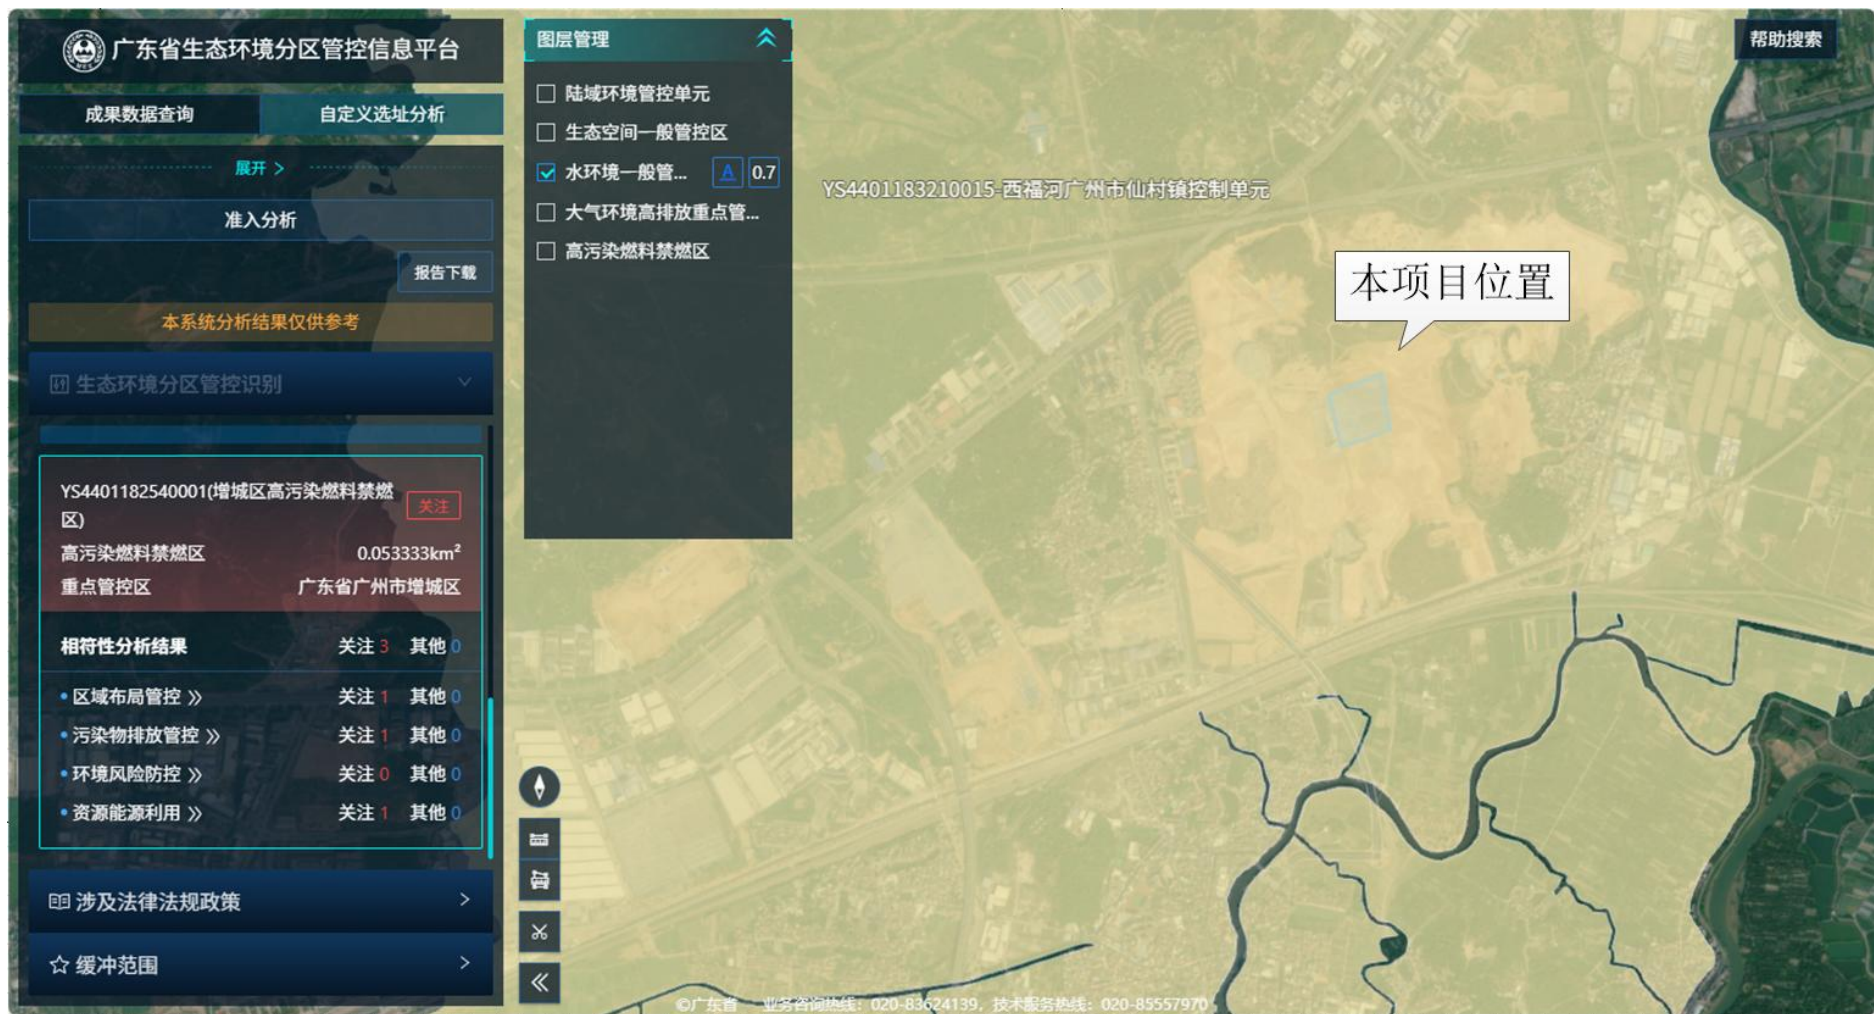 广东省生态环境分区管控信息平台
成果数据查询
自定义选址分析
展开 >
准入分析
报告下载
本系统分析结果仅供参考
生态环境分区管控识别
YS4401182540001(增城区高污染燃料禁燃
区)
关注
高污染燃料禁燃区 0.053333km²
重点管控区 广东省广州市增城区
相符性分析结果 关注 3 其他 0
区域布局管控 关注 1 其他 0
污染物排放管控 关注 1 其他 0
环境风险防控 关注 0 其他 0
资源能源利用 关注 1 其他 0
涉及法律法规政策
缓冲范围
图层管理
陆域环境管控单元
生态空间一般管控区
水环境一般管... A 0.7
大气环境高排放重点管...
高污染燃料禁燃区
帮助搜索
YS4401183210015-西福河广州市仙村镇控制单元
本项目位置
©广东省 业务咨询热线：020-83624139，技术服务热线：020-85557970